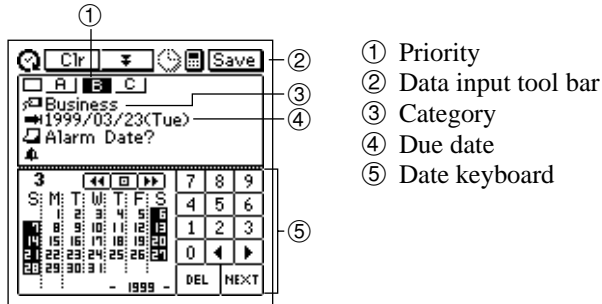 ①
Clr Save ②
A B C
Business ③
1999/03/23(Tue) ④
Alarm Date?
3
S M T W T F S
1 2 3 4 5 6
7 8 9 10 11 12 13
14 15 16 17 18 19 20
21 22 23 24 25 26 27
28 29 30 31
- 1999 -
7 8 9
4 5 6
1 2 3
0
DEL NEXT
⑤
① Priority
② Data input tool bar
③ Category
④ Due date
⑤ Date keyboard